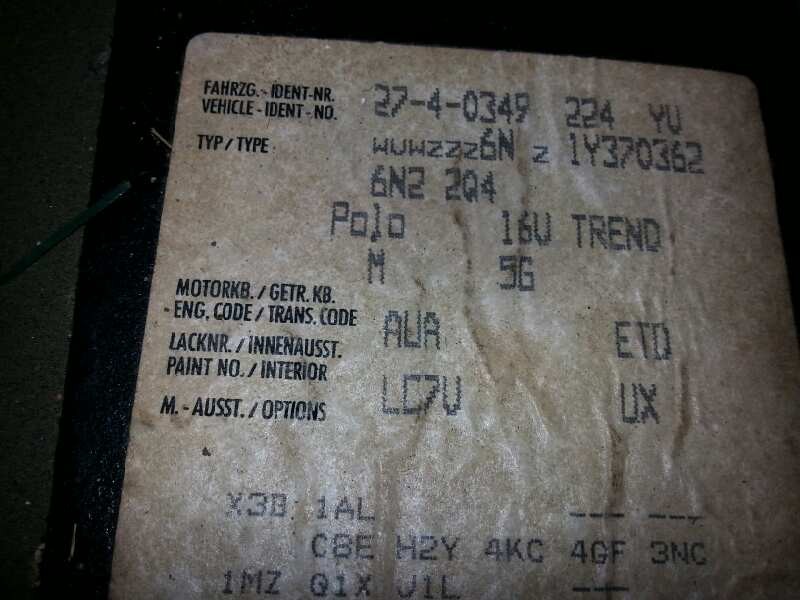 FAHRZG. - IDENT-NR. 27-4-0349 224 YV
VEHICLE - IDENT - NO.
TYP / TYPE WVWZZZ6N Z 1Y370362
6N2 2Q4
Polo 16V TREND
M 5G
MOTORKB. / GETR. KB.
ENG. CODE / TRANS. CODE AUA ETD
LACKNR. / INNENAUSST.
PAINT NO. / INTERIOR LC7V UX
M. - AUSST. / OPTIONS
X3B 1AL --- ---
C8E H2Y 4KC 4GF 3NC
1MZ G1X J1L ---